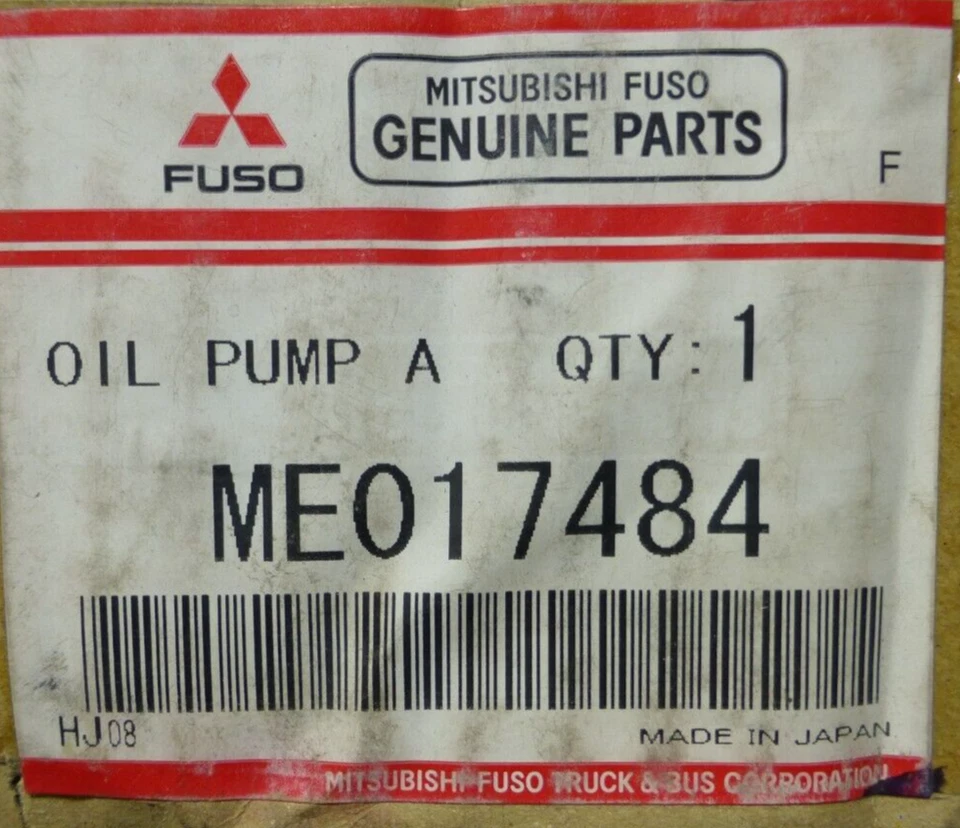 MITSUBISHI FUSO
GENUINE PARTS
FUSO
F
OIL PUMP A QTY: 1
ME017484
HJ08
MADE IN JAPAN
MITSUBISHI FUSO TRUCK & BUS CORPORATION